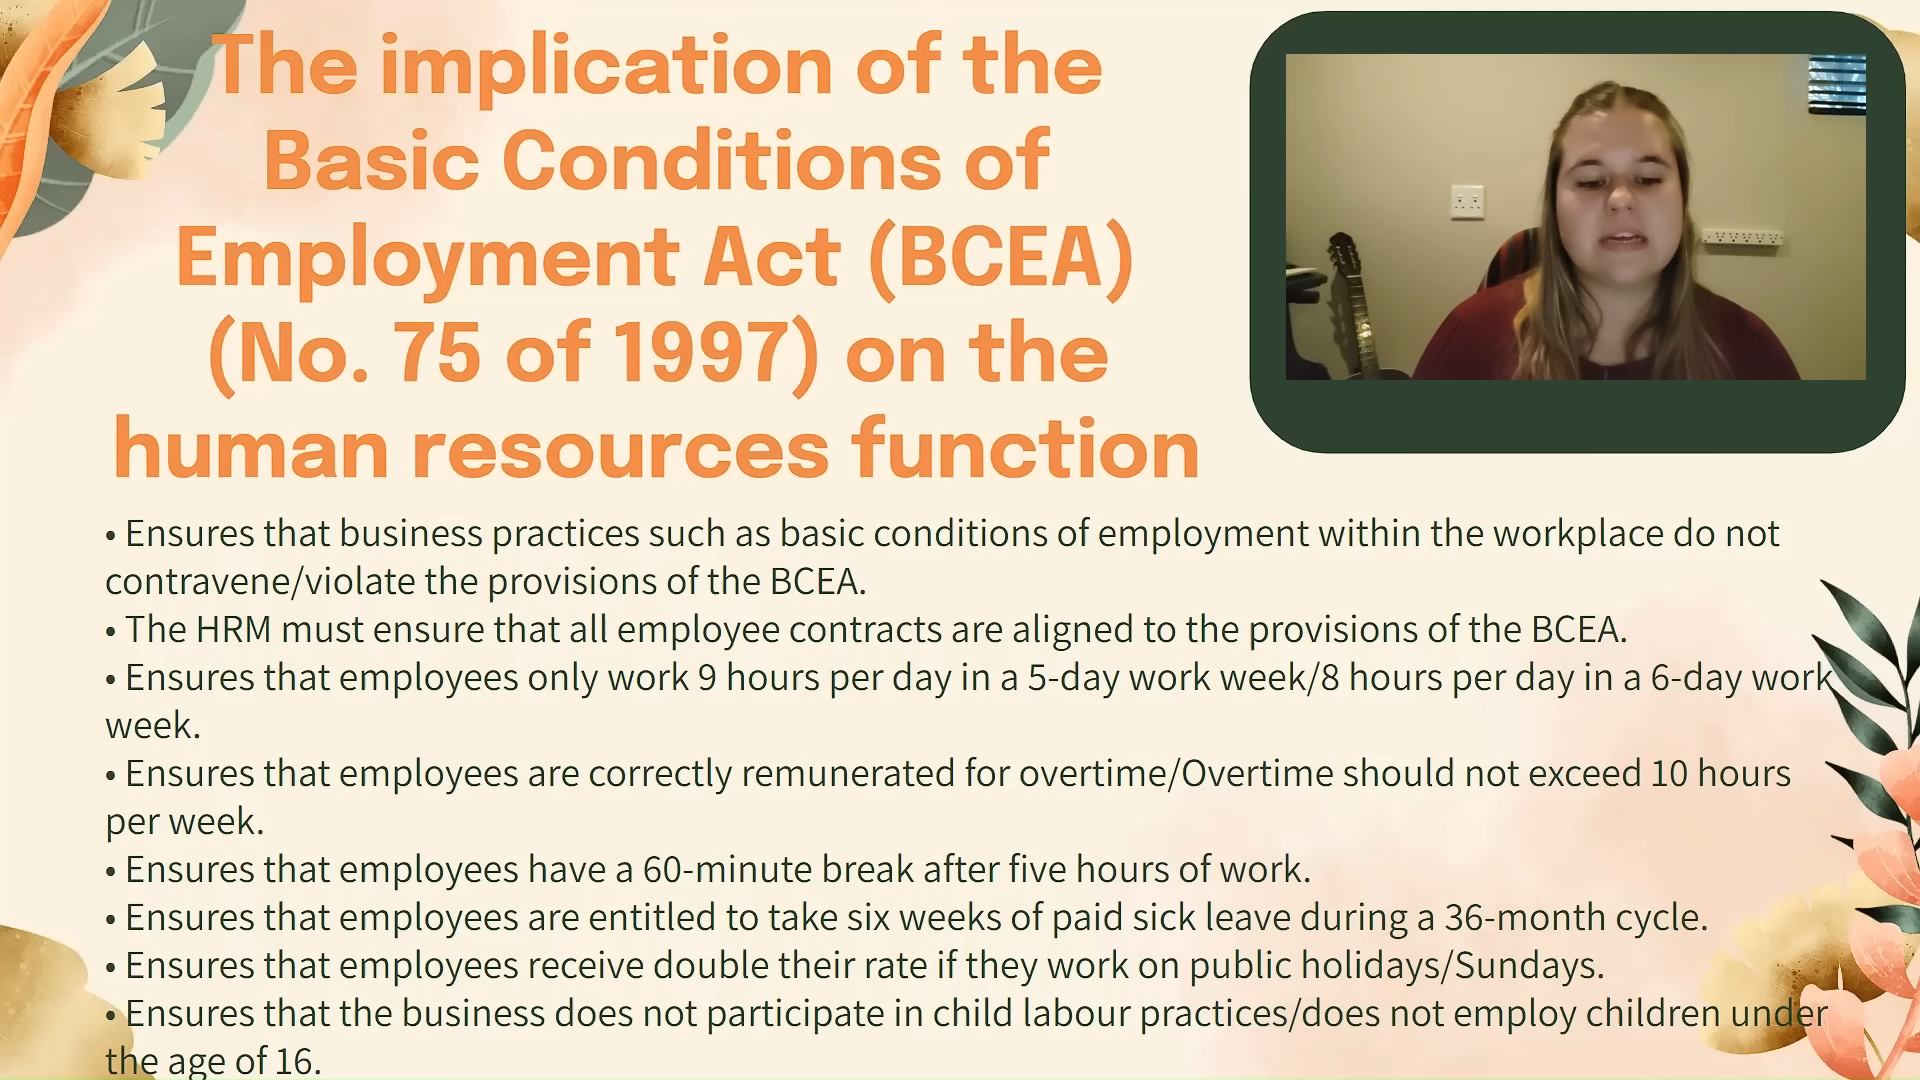 The implication of the
Basic Conditions of
Employment Act (BCEA)
(No. 75 of 1997) on the
human resources function
• Ensures that business practices such as basic conditions of employment within the workplace do not
contravene/violate the provisions of the BCEA.
• The HRM must ensure that all employee contracts are aligned to the provisions of the BCEA.
• Ensures that employees only work 9 hours per day in a 5-day work week/8 hours per day in a 6-day work
week.
• Ensures that employees are correctly remunerated for overtime/Overtime should not exceed 10 hours
per week.
• Ensures that employees have a 60-minute break after five hours of work.
• Ensures that employees are entitled to take six weeks of paid sick leave during a 36-month cycle.
• Ensures that employees receive double their rate if they work on public holidays/Sundays.
• Ensures that the business does not participate in child labour practices/does not employ children under
the age of 16.